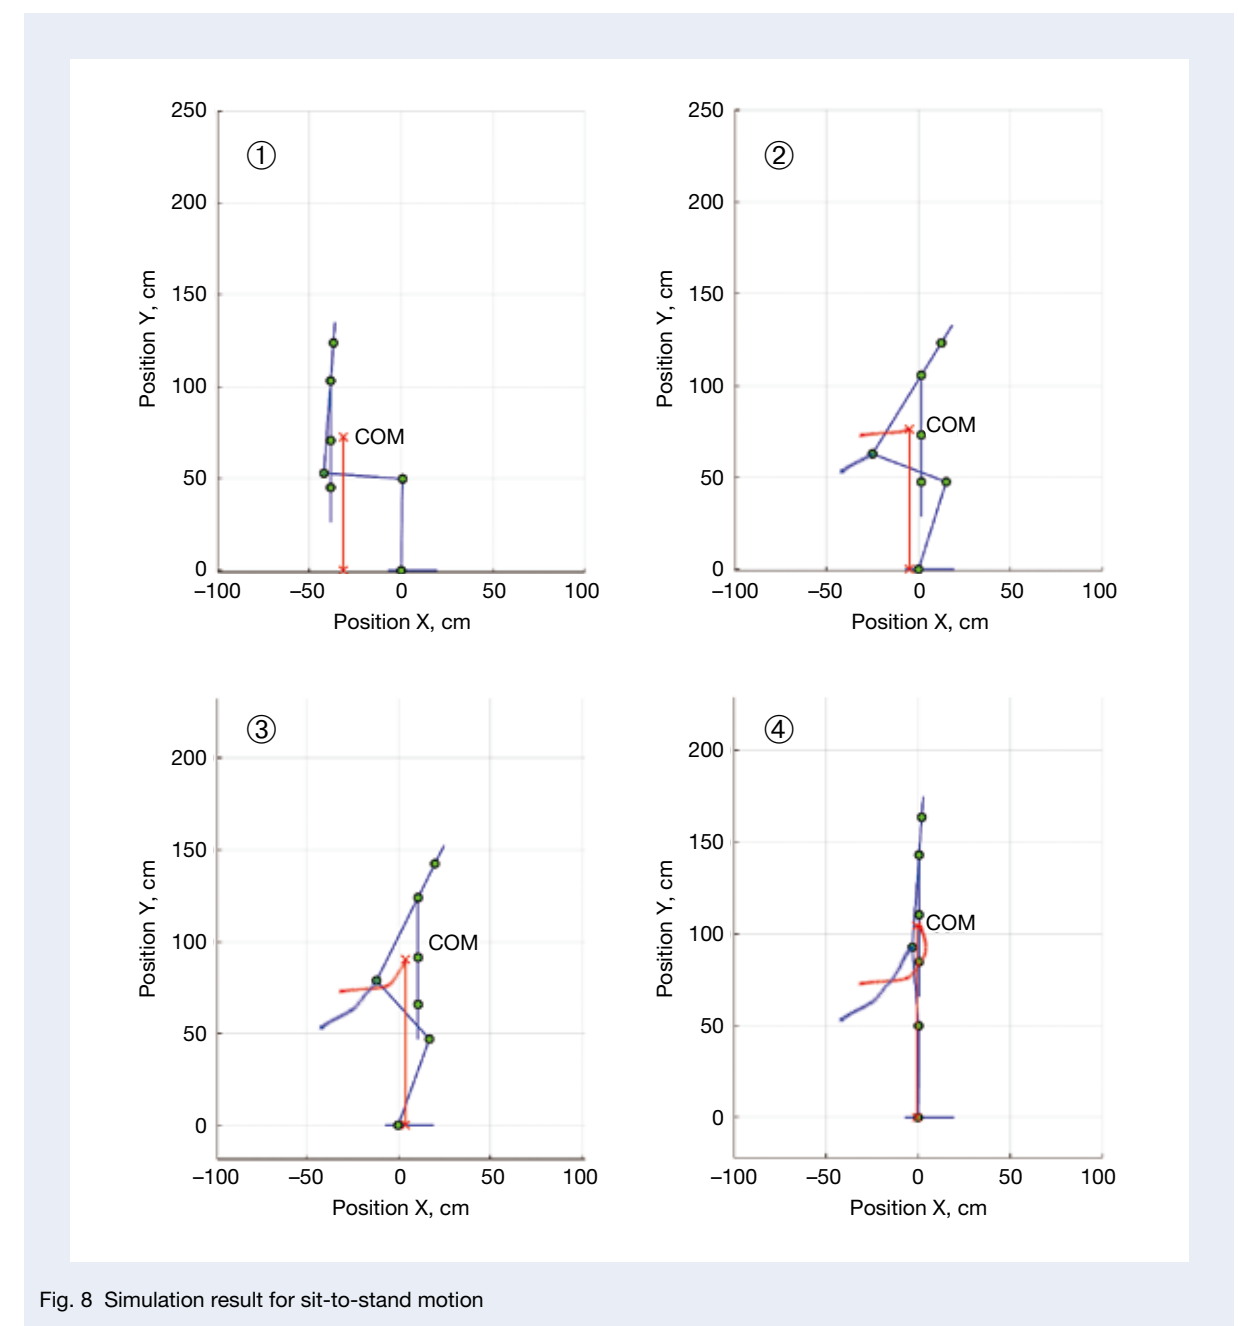 250
①
200
150
100
COM
50
0
–100 –50 0 50 100
Position X, cm
Position Y, cm
250
②
200
150
100
COM
50
0
–100 –50 0 50 100
Position X, cm
Position Y, cm
③
200
150
100
COM
50
0
–100 –50 0 50 100
Position X, cm
Position Y, cm
④
200
150
100
COM
50
0
–100 –50 0 50 100
Position X, cm
Position Y, cm
Fig. 8 Simulation result for sit-to-stand motion